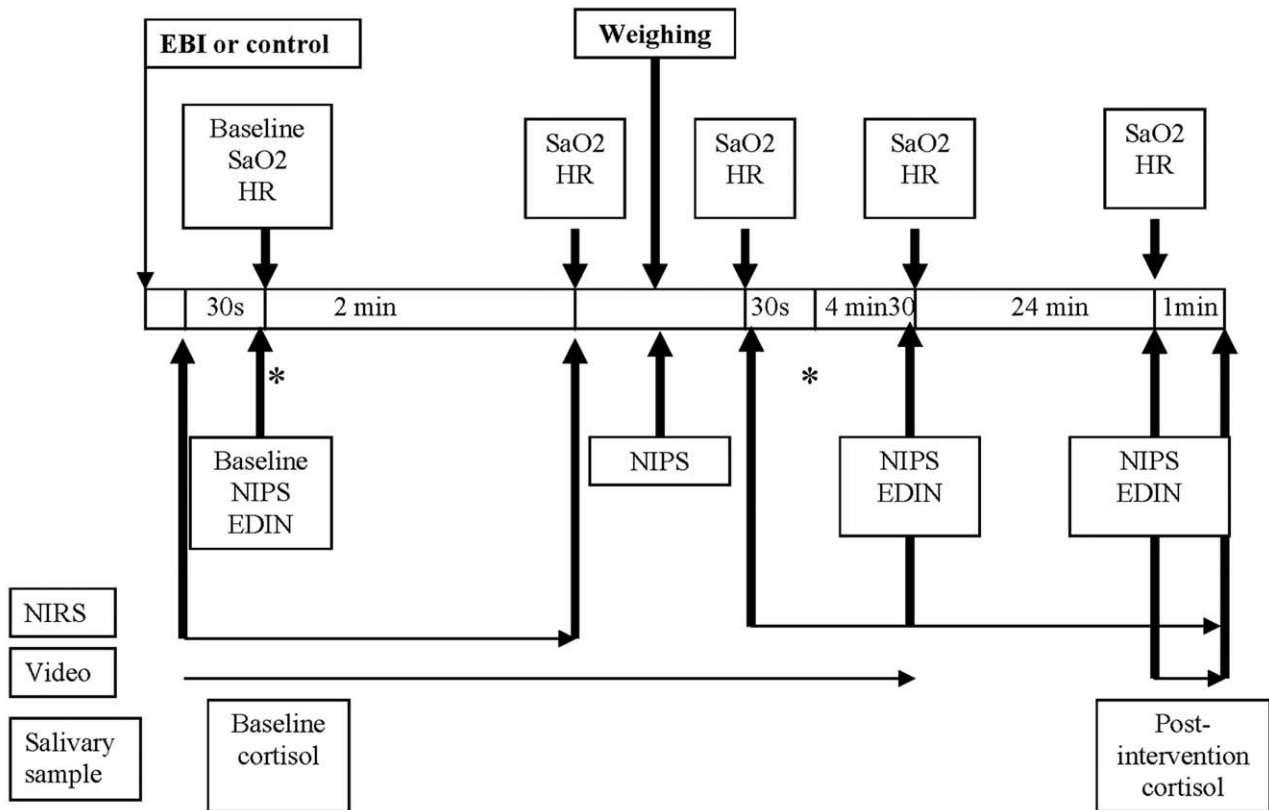 EBI or control
Weighing
Baseline
SaO2
HR
SaO2
HR
SaO2
HR
SaO2
HR
SaO2
HR
30s
2 min
30s
4 min30
24 min
1min
*
*
Baseline
NIPS
EDIN
NIPS
NIPS
EDIN
NIPS
EDIN
NIRS
Video
Salivary
sample
Baseline
cortisol
Post-
intervention
cortisol